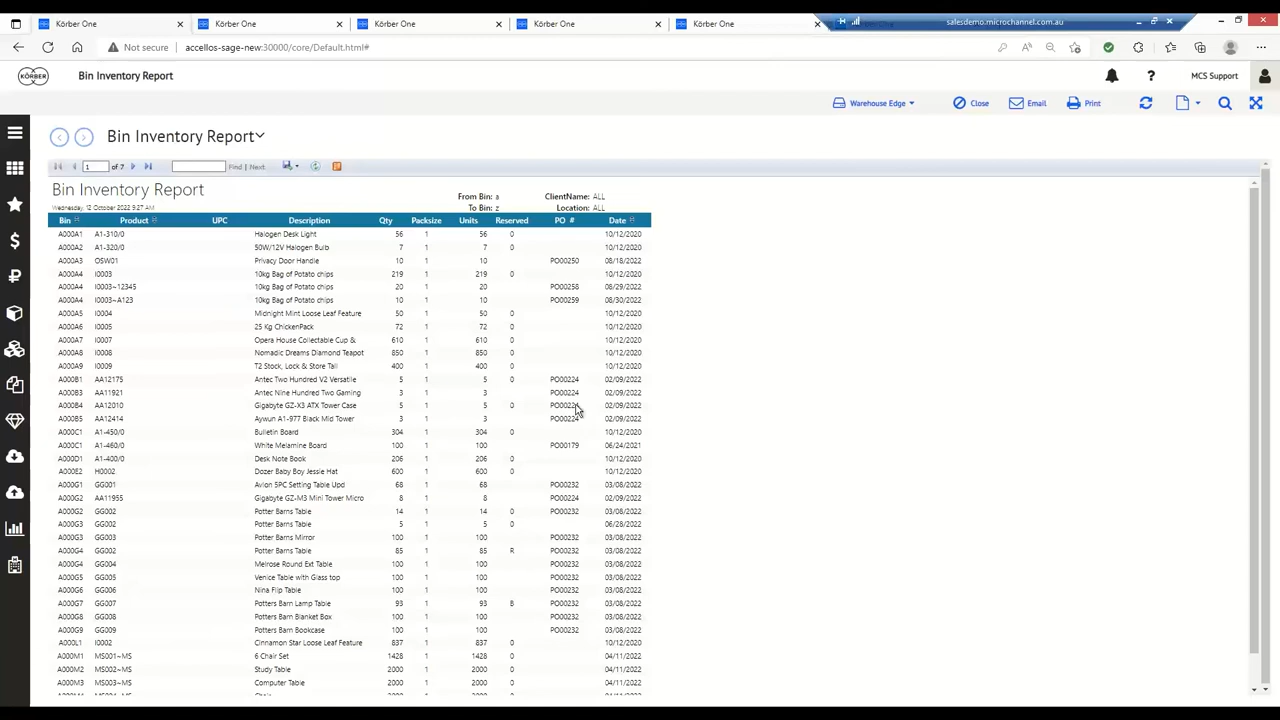 Körber One
Körber One
Körber One
Körber One
Körber One
salesdemo.microchannel.com.au
Not secure
accellos-sage-new:30000/core/Default.html#
KÖRBER
Bin Inventory Report
MCS Support
Warehouse Edge
Close
Email
Print
Bin Inventory Report
1 of 7
Find | Next
Bin Inventory Report
From Bin: a
ClientName: ALL
Wednesday, 12 October 2022 9:27 AM
To Bin: z
Location: ALL
Bin Product UPC Description Qty Packsize Units Reserved PO # Date
A000A1 A1-310/0 Halogen Desk Light 56 1 56 0 10/12/2020
A000A2 A1-320/0 50W/12V Halogen Bulb 7 1 7 0 10/12/2020
A000A3 OSW01 Privacy Door Handle 10 1 10 PO00250 08/18/2022
A000A4 I0003 10kg Bag of Potato chips 219 1 219 0 10/12/2020
A000A4 I0003~12345 10kg Bag of Potato chips 20 1 20 PO00258 08/29/2022
A000A4 I0003~A123 10kg Bag of Potato chips 10 1 10 PO00259 08/30/2022
A000A5 I0004 Midnight Mint Loose Leaf Feature 50 1 50 0 10/12/2020
A000A6 I0005 25 Kg ChickenPack 72 1 72 0 10/12/2020
A000A7 I0007 Opera House Collectable Cup & 610 1 610 0 10/12/2020
A000A8 I0008 Nomadic Dreams Diamond Teapot 850 1 850 0 10/12/2020
A000A9 I0009 T2 Stock, Lock & Store Tall 400 1 400 0 10/12/2020
A000B1 AA12175 Antec Two Hundred V2 Versatile 5 1 5 0 PO00224 02/09/2022
A000B3 AA11921 Antec Nine Hundred Two Gaming 3 1 3 PO00224 02/09/2022
A000B4 AA12010 Gigabyte GZ-X3 ATX Tower Case 5 1 5 0 PO00224 02/09/2022
A000B5 AA12414 Aywun A1-977 Black Mid Tower 3 1 3 PO00224 02/09/2022
A000C1 A1-450/0 Bulletin Board 304 1 304 0 10/12/2020
A000C1 A1-460/0 White Melamine Board 100 1 100 PO00179 06/24/2021
A000D1 A1-400/0 Desk Note Book 206 1 206 0 10/12/2020
A000E2 H0002 Dozer Baby Boy Jessie Hat 600 1 600 0 10/12/2020
A000G1 GG001 Avion 5PC Setting Table Upd 68 1 68 PO00232 03/08/2022
A000G2 AA11955 Gigabyte GZ-M3 Mini Tower Micro 8 1 8 PO00224 02/09/2022
A000G2 GG002 Potter Barns Table 14 1 14 0 PO00232 03/08/2022
A000G3 GG002 Potter Barns Table 5 1 5 0 06/28/2022
A000G3 GG003 Potter Barns Mirror 100 1 100 PO00232 03/08/2022
A000G4 GG002 Potter Barns Table 85 1 85 R PO00232 03/08/2022
A000G4 GG004 Melrose Round Ext Table 100 1 100 PO00232 03/08/2022
A000G5 GG005 Venice Table with Glass top 100 1 100 PO00232 03/08/2022
A000G6 GG006 Nina Flip Table 100 1 100 PO00232 03/08/2022
A000G7 GG007 Potters Barn Lamp Table 93 1 93 B PO00232 03/08/2022
A000G8 GG008 Potters Barn Blanket Box 100 1 100 PO00232 03/08/2022
A000G9 GG009 Potters Barn Bookcase 100 1 100 PO00232 03/08/2022
A000L1 I0002 Cinnamon Star Loose Leaf Feature 837 1 837 0 10/12/2020
A000M1 MS001~MS 6 Chair Set 1428 1 1428 0 04/11/2022
A000M2 MS002~MS Study Table 2000 1 2000 0 04/11/2022
A000M3 MS003~MS Computer Table 2000 1 2000 0 04/11/2022